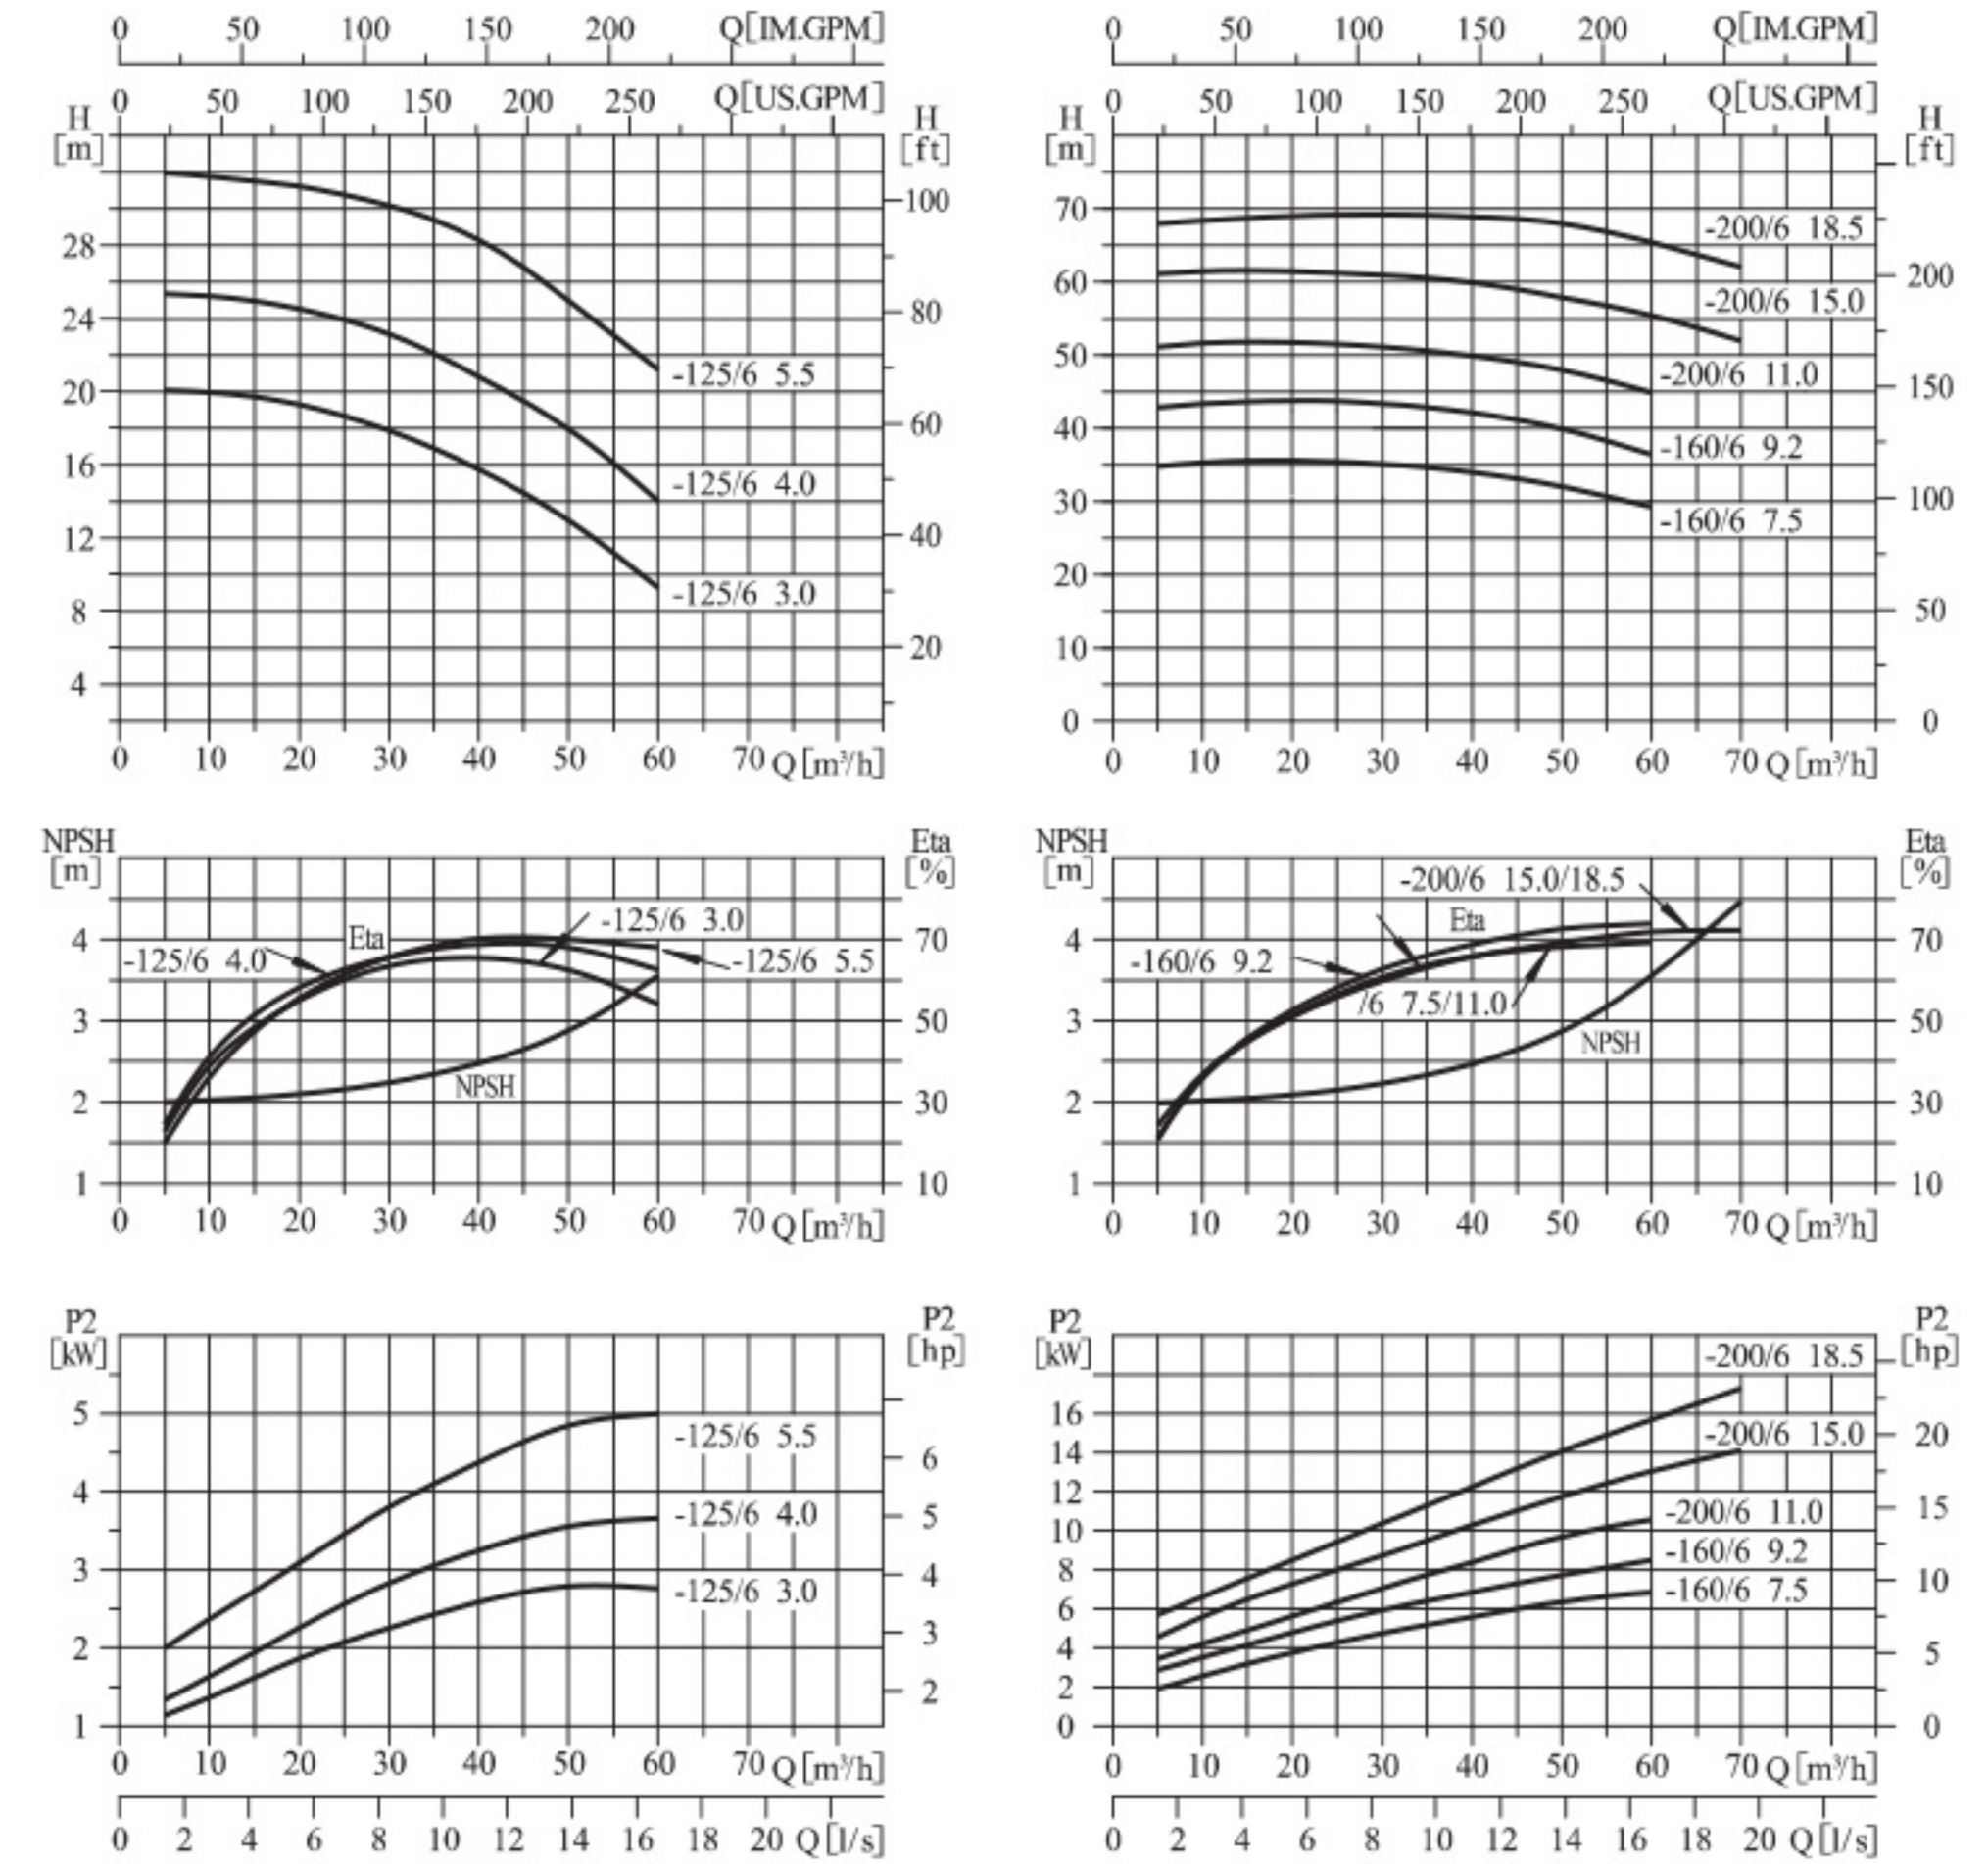 0 50 100 150 200 Q[IM.GPM]
0 50 100 150 200 250 Q[US.GPM]
H
[m]
H
[ft]
28
24
20
16
12
8
4
100
80
60
40
20
-125/6 5.5
-125/6 4.0
-125/6 3.0
0 10 20 30 40 50 60 70 Q[m³/h]
0 50 100 150 200 Q[IM.GPM]
0 50 100 150 200 250 Q[US.GPM]
H
[m]
H
[ft]
70
60
50
40
30
20
10
0
200
150
100
50
0
-200/6 18.5
-200/6 15.0
-200/6 11.0
-160/6 9.2
-160/6 7.5
0 10 20 30 40 50 60 70 Q[m³/h]
NPSH
[m]
Eta
[%]
4
3
2
1
70
50
30
10
-125/6 3.0
Eta
-125/6 4.0
-125/6 5.5
NPSH
0 10 20 30 40 50 60 70 Q[m³/h]
NPSH
[m]
Eta
[%]
4
3
2
1
70
50
30
10
-200/6 15.0/18.5
Eta
-160/6 9.2
/6 7.5/11.0
NPSH
0 10 20 30 40 50 60 70 Q[m³/h]
P2
[kW]
P2
[hp]
5
4
3
2
1
6
5
4
3
2
-125/6 5.5
-125/6 4.0
-125/6 3.0
0 10 20 30 40 50 60 70 Q[m³/h]
0 2 4 6 8 10 12 14 16 18 20 Q[l/s]
P2
[kW]
P2
[hp]
16
14
12
10
8
6
4
2
0
20
15
10
5
0
-200/6 18.5
-200/6 15.0
-200/6 11.0
-160/6 9.2
-160/6 7.5
0 10 20 30 40 50 60 70 Q[m³/h]
0 2 4 6 8 10 12 14 16 18 20 Q[l/s]